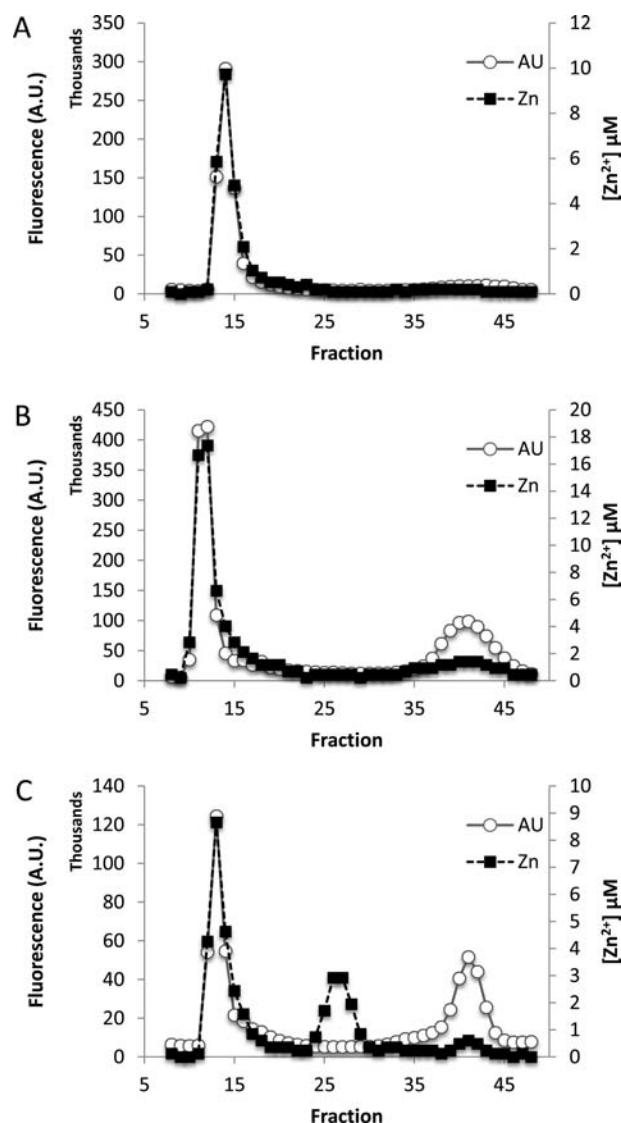 A
Fluorescence (A.U.)
Thousands
350
300
250
200
150
100
50
0
12
10
8
6
4
2
0
[Zn²⁺] μM
AU
Zn
5 15 25 35 45
Fraction
B
Fluorescence (A.U.)
Thousands
450
400
350
300
250
200
150
100
50
0
20
18
16
14
12
10
8
6
4
2
0
[Zn²⁺] μM
AU
Zn
5 15 25 35 45
Fraction
C
Fluorescence (A.U.)
Thousands
140
120
100
80
60
40
20
0
10
9
8
7
6
5
4
3
2
1
0
[Zn²⁺] μM
AU
Zn
5 15 25 35 45
Fraction